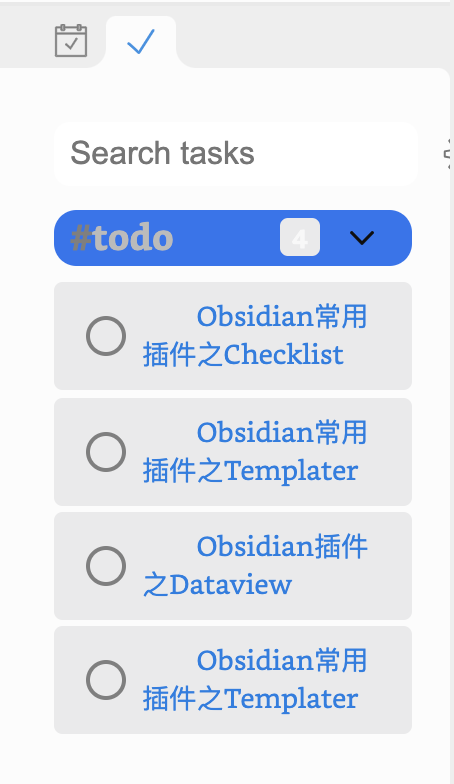 Search tasks
#todo 4
Obsidian常用
插件之Checklist
Obsidian常用
插件之Templater
Obsidian插件
之Dataview
Obsidian常用
插件之Templater